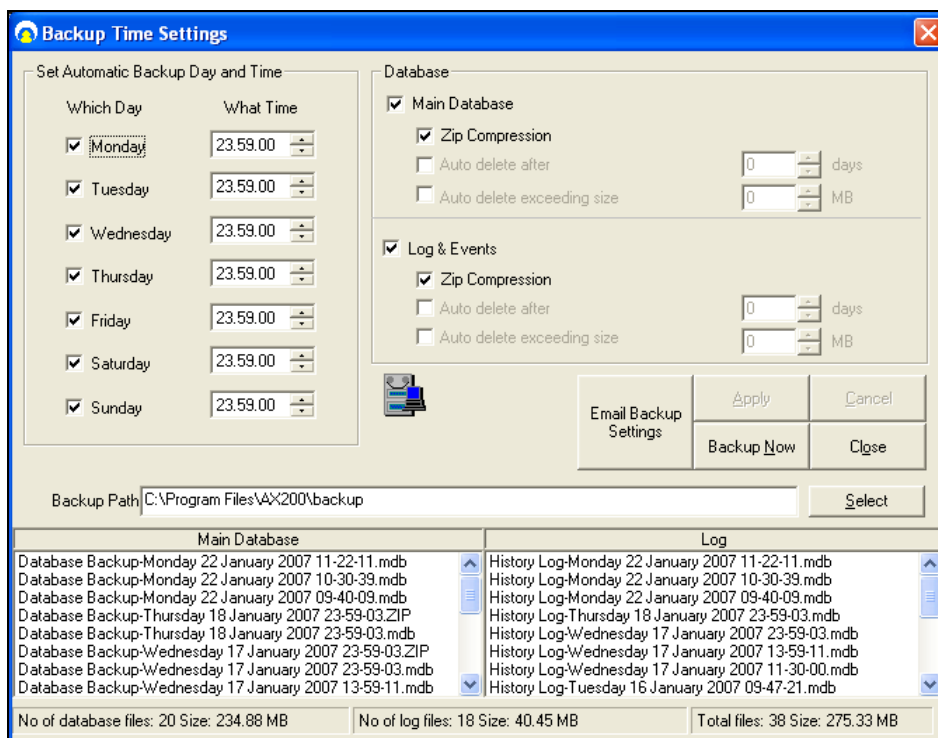 Backup Time Settings
Set Automatic Backup Day and Time
Which Day What Time
Monday 23.59.00
Tuesday 23.59.00
Wednesday 23.59.00
Thursday 23.59.00
Friday 23.59.00
Saturday 23.59.00
Sunday 23.59.00
Database
Main Database
Zip Compression
Auto delete after 0 days
Auto delete exceeding size 0 MB
Log & Events
Zip Compression
Auto delete after 0 days
Auto delete exceeding size 0 MB
Email Backup Settings
Apply Cancel
Backup Now Close
Backup Path C:\Program Files\AX200\backup Select
Main Database
Database Backup-Monday 22 January 2007 11-22-11.mdb
Database Backup-Monday 22 January 2007 10-30-39.mdb
Database Backup-Monday 22 January 2007 09-40-09.mdb
Database Backup-Thursday 18 January 2007 23-59-03.ZIP
Database Backup-Thursday 18 January 2007 23-59-03.mdb
Database Backup-Wednesday 17 January 2007 23-59-03.ZIP
Database Backup-Wednesday 17 January 2007 23-59-03.mdb
Database Backup-Wednesday 17 January 2007 13-59-11.mdb
Log
History Log-Monday 22 January 2007 11-22-11.mdb
History Log-Monday 22 January 2007 10-30-39.mdb
History Log-Monday 22 January 2007 09-40-09.mdb
History Log-Thursday 18 January 2007 23-59-03.mdb
History Log-Wednesday 17 January 2007 23-59-03.mdb
History Log-Wednesday 17 January 2007 13-59-11.mdb
History Log-Wednesday 17 January 2007 11-30-00.mdb
History Log-Tuesday 16 January 2007 09-47-21.mdb
No of database files: 20 Size: 234.88 MB
No of log files: 18 Size: 40.45 MB
Total files: 38 Size: 275.33 MB